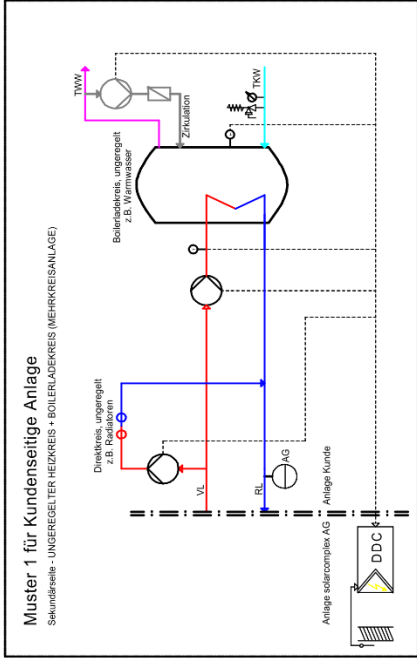 Muster 1 für Kundenseitige Anlage
Sekundärseite - UNGEREGELTER HEIZKREIS + BOILERLADEKREIS (MEHRKREISANLAGE)
Direktkreis, ungeregelt
z.B. Radiatoren
Boilerladekreis, ungeregelt
z.B. Warmwasser
TWW
Zirkulation
TKW
VL
RL
AG
Anlage solarcomplex AG
Anlage Kunde
DDC